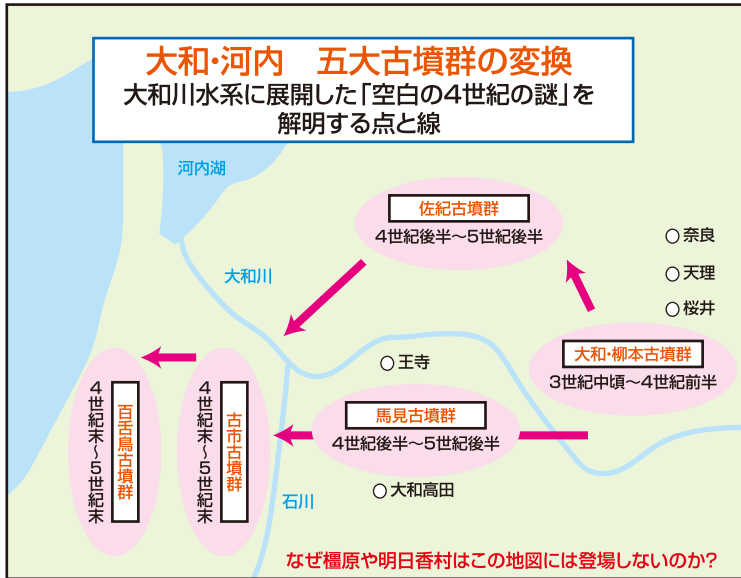 大和・河内　五大古墳群の変換
大和川水系に展開した「空白の4世紀の謎」を
解明する点と線
河内湖
佐紀古墳群
4世紀後半〜5世紀後半
奈良
大和川
天理
桜井
大和・柳本古墳群
3世紀中頃〜4世紀前半
王寺
百舌鳥古墳群
4世紀末〜5世紀末
古市古墳群
4世紀末〜5世紀末
馬見古墳群
4世紀後半〜5世紀後半
石川
大和高田
なぜ橿原や明日香村はこの地図には登場しないのか?